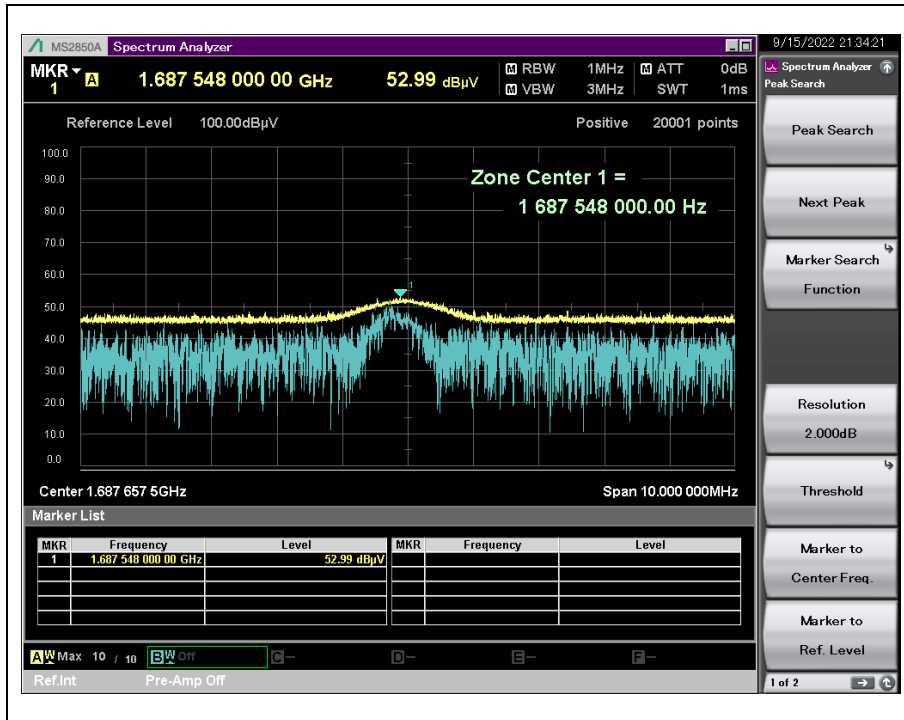 MS2850A Spectrum Analyzer
9/15/2022 21:34:21
MKR A 1.687 548 000 00 GHz 52.99 dBµV M RBW 1MHz M ATT 0dB
1 M VBW 3MHz SWT 1ms
Reference Level 100.00dBµV Positive 20001 points
100.0
90.0
80.0
70.0
60.0
50.0
40.0
30.0
20.0
10.0
0.0
Zone Center 1 =
1 687 548 000.00 Hz
1
Center 1.687 657 5GHz Span 10.000 000MHz
Marker List
MKR Frequency Level MKR Frequency Level
1 1.687 548 000 00 GHz 52.99 dBµV
A W Max 10 / 10 B W Off C - D - E - F -
Ref.Int Pre-Amp Off
Spectrum Analyzer
Peak Search
Peak Search
Next Peak
Marker Search
Function
Resolution
2.000dB
Threshold
Marker to
Center Freq.
Marker to
Ref. Level
1 of 2